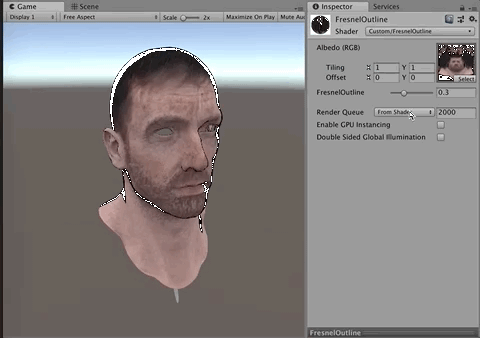 Game
Scene
Display 1
Free Aspect
Scale
2x
Maximize On Play
Mute Au
Inspector
Services
FresnelOutline
Shader
Custom/FresnelOutline
Albedo (RGB)
Tiling X 1 Y 1
Offset X 0 Y 0
Select
FresnelOutline
0.3
Render Queue
From Shader
2000
Enable GPU Instancing
Double Sided Global Illumination
FresnelOutline